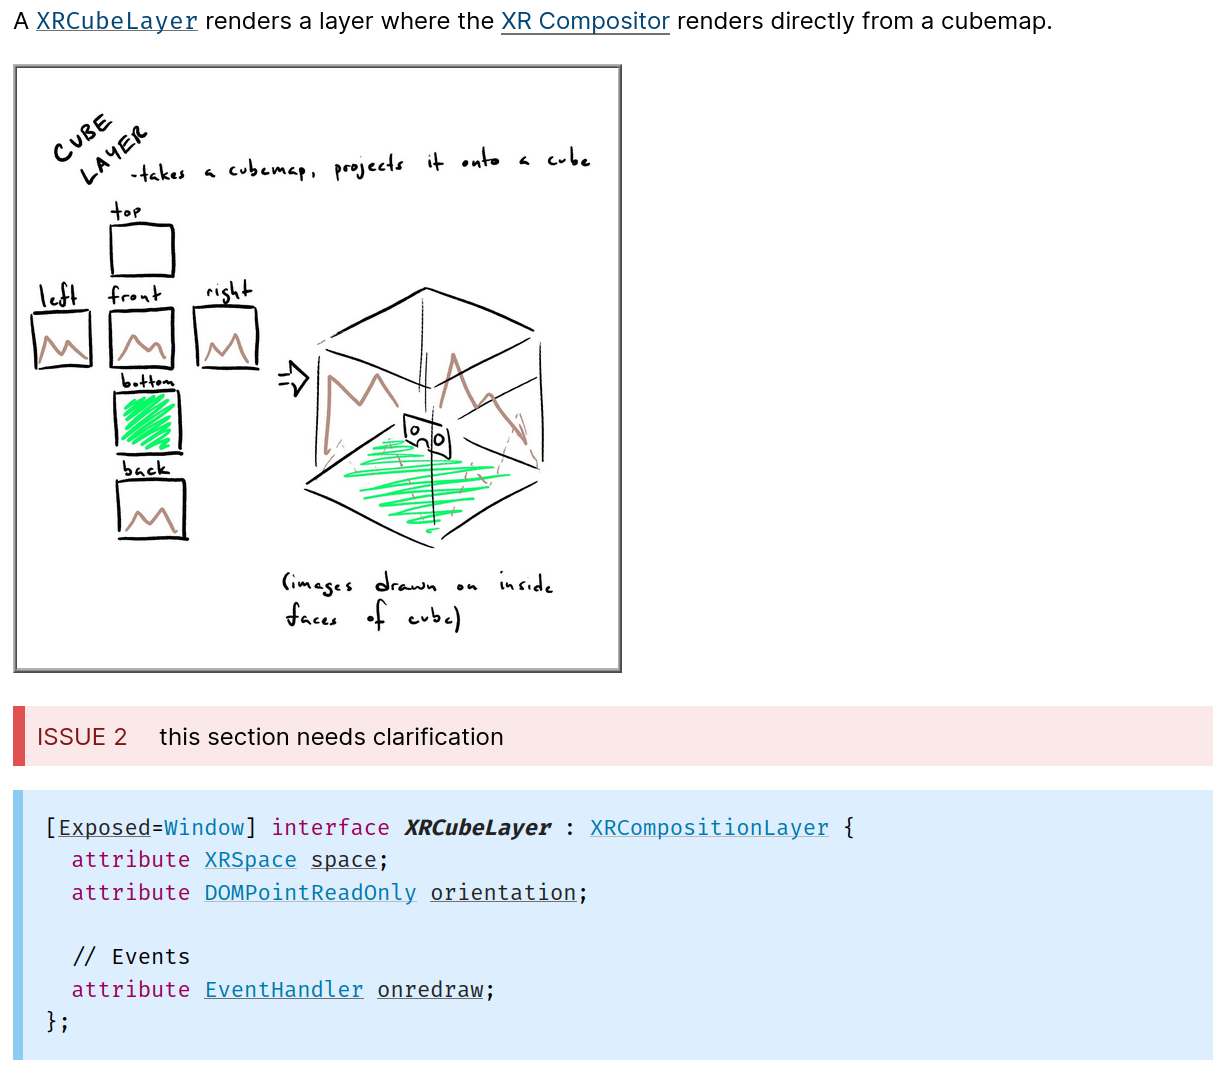 A XRCubeLayer renders a layer where the XR Compositor renders directly from a cubemap.
CUBE
LAYER
-takes a cubemap, projects it onto a cube
top
left front right
bottom
back
(images drawn on inside
faces of cube)
ISSUE 2 this section needs clarification
[Exposed=Window] interface XRCubeLayer : XRCompositionLayer {
  attribute XRSpace space;
  attribute DOMPointReadOnly orientation;
  // Events
  attribute EventHandler onredraw;
};